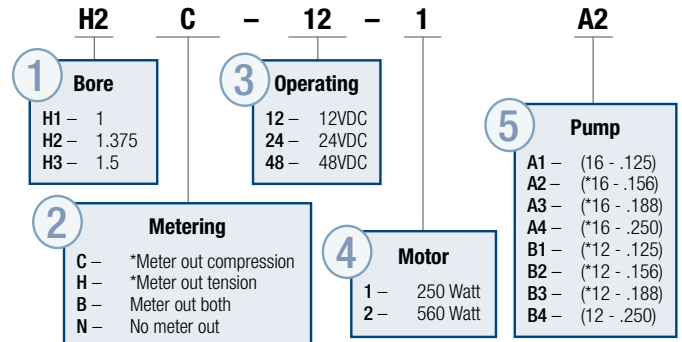 H2 C – 12 – 1 A2
1 Bore
H1 – 1
H2 – 1.375
H3 – 1.5
3 Operating
12 – 12VDC
24 – 24VDC
48 – 48VDC
2 Metering
C – *Meter out compression
H – *Meter out tension
B – Meter out both
N – No meter out
4 Motor
1 – 250 Watt
2 – 560 Watt
5 Pump
A1 – (16 - .125)
A2 – (*16 - .156)
A3 – (*16 - .188)
A4 – (*16 - .250)
B1 – (*12 - .125)
B2 – (*12 - .156)
B3 – (*12 - .188)
B4 – (12 - .250)